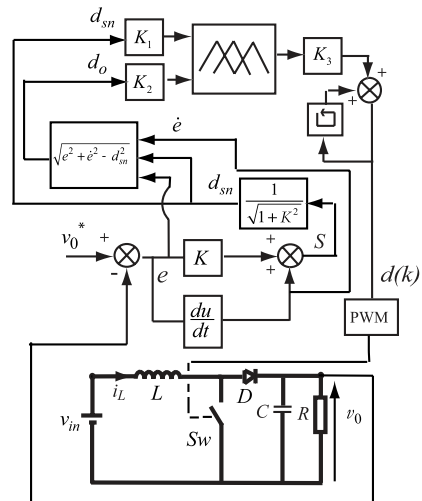 d_sn
K_1
K_3
d_o
K_2
+
+
ė
√(e² + ė² - d_sn²)
d_sn
1/√(1+K²)
v_0* +
-
e
K
+
+
S
d(k)
du/dt
PWM
i_L
L
D
v_in
Sw
C
R
v_0